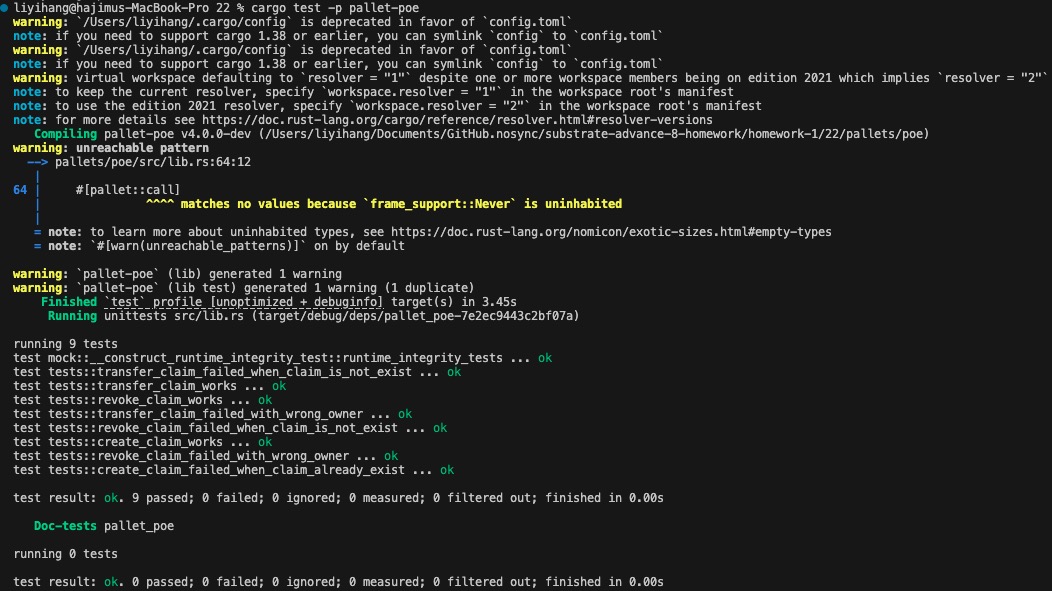 liyihang@hajimus-MacBook-Pro 22 % cargo test -p pallet-poe
warning: `/Users/liyihang/.cargo/config` is deprecated in favor of `config.toml`
note: if you need to support cargo 1.38 or earlier, you can symlink `config` to `config.toml`
warning: `/Users/liyihang/.cargo/config` is deprecated in favor of `config.toml`
note: if you need to support cargo 1.38 or earlier, you can symlink `config` to `config.toml`
warning: virtual workspace defaulting to `resolver = "1"` despite one or more workspace members being on edition 2021 which implies `resolver = "2"`
note: to keep the current resolver, specify `workspace.resolver = "1"` in the workspace root's manifest
note: to use the edition 2021 resolver, specify `workspace.resolver = "2"` in the workspace root's manifest
note: for more details see https://doc.rust-lang.org/cargo/reference/resolver.html#resolver-versions
   Compiling pallet-poe v4.0.0-dev (/Users/liyihang/Documents/GitHub.nosync/substrate-advance-8-homework/homework-1/22/pallets/poe)
warning: unreachable pattern
  --> pallets/poe/src/lib.rs:64:12
   |
64 |     #[pallet::call]
   |               ^^^^ matches no values because `frame_support::Never` is uninhabited
   |
   = note: to learn more about uninhabited types, see https://doc.rust-lang.org/nomicon/exotic-sizes.html#empty-types
   = note: `#[warn(unreachable_patterns)]` on by default

warning: `pallet-poe` (lib) generated 1 warning
warning: `pallet-poe` (lib test) generated 1 warning (1 duplicate)
    Finished `test` profile [unoptimized + debuginfo] target(s) in 3.45s
     Running unittests src/lib.rs (target/debug/deps/pallet_poe-7e2ec9443c2bf07a)

running 9 tests
test mock::__construct_runtime_integrity_test::runtime_integrity_tests ... ok
test tests::transfer_claim_failed_when_claim_is_not_exist ... ok
test tests::transfer_claim_works ... ok
test tests::revoke_claim_works ... ok
test tests::transfer_claim_failed_with_wrong_owner ... ok
test tests::revoke_claim_failed_when_claim_is_not_exist ... ok
test tests::create_claim_works ... ok
test tests::revoke_claim_failed_with_wrong_owner ... ok
test tests::create_claim_failed_when_claim_already_exist ... ok

test result: ok. 9 passed; 0 failed; 0 ignored; 0 measured; 0 filtered out; finished in 0.00s

   Doc-tests pallet_poe

running 0 tests

test result: ok. 0 passed; 0 failed; 0 ignored; 0 measured; 0 filtered out; finished in 0.00s